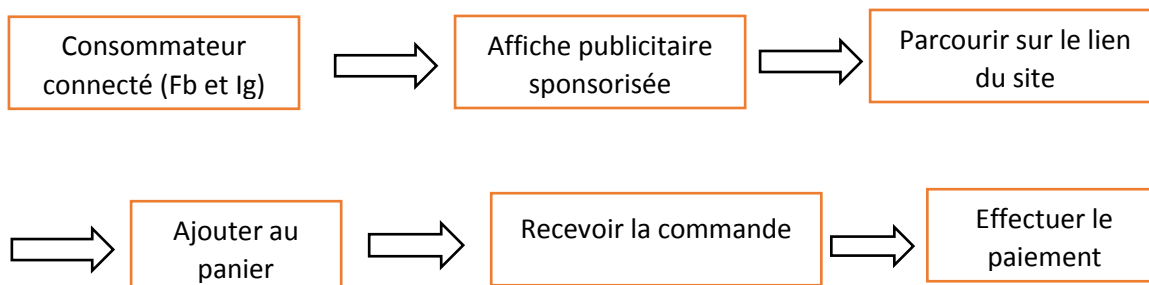 Consommateur
connecté (Fb et Ig)
Affiche publicitaire
sponsorisée
Parcourir sur le lien
du site
Ajouter au
panier
Recevoir la commande
Effectuer le
paiement